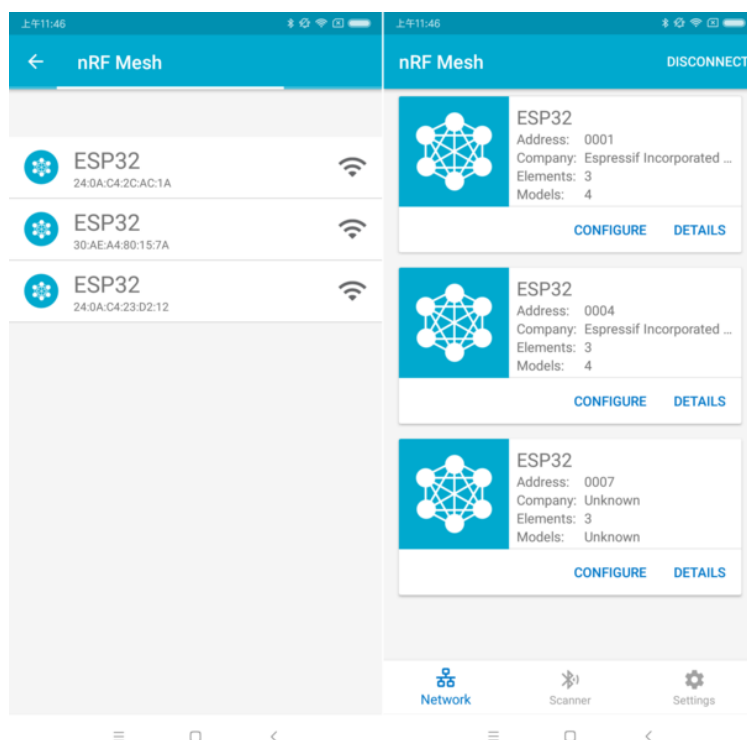 上午11:46
nRF Mesh
ESP32
24:0A:C4:2C:AC:1A
ESP32
30:AE:A4:80:15:7A
ESP32
24:0A:C4:23:D2:12
上午11:46
nRF Mesh DISCONNECT
ESP32
Address: 0001
Company: Espressif Incorporated ...
Elements: 3
Models: 4
CONFIGURE DETAILS
ESP32
Address: 0004
Company: Espressif Incorporated ...
Elements: 3
Models: 4
CONFIGURE DETAILS
ESP32
Address: 0007
Company: Unknown
Elements: 3
Models: Unknown
CONFIGURE DETAILS
Network Scanner Settings